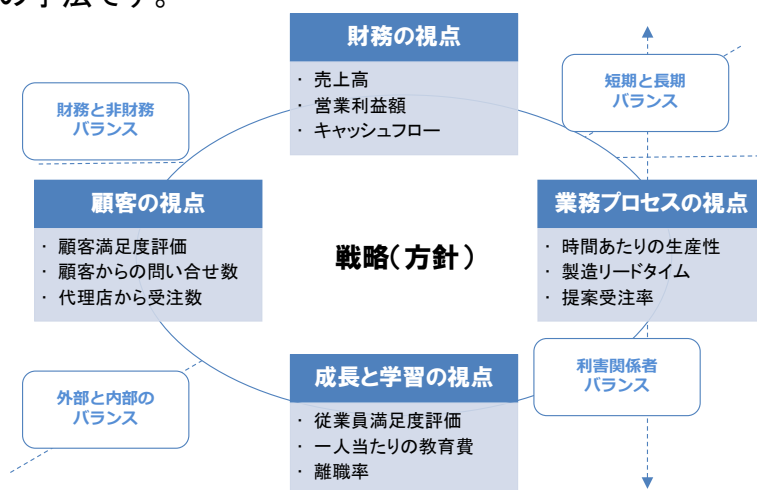 の手法です。
財務の視点
・ 売上高
・ 営業利益額
・ キャッシュフロー
財務と非財務
バランス
短期と長期
バランス
顧客の視点
・ 顧客満足度評価
・ 顧客からの問い合せ数
・ 代理店から受注数
戦略(方針)
業務プロセスの視点
・ 時間あたりの生産性
・ 製造リードタイム
・ 提案受注率
外部と内部の
バランス
成長と学習の視点
・ 従業員満足度評価
・ 一人当たりの教育費
・ 離職率
利害関係者
バランス